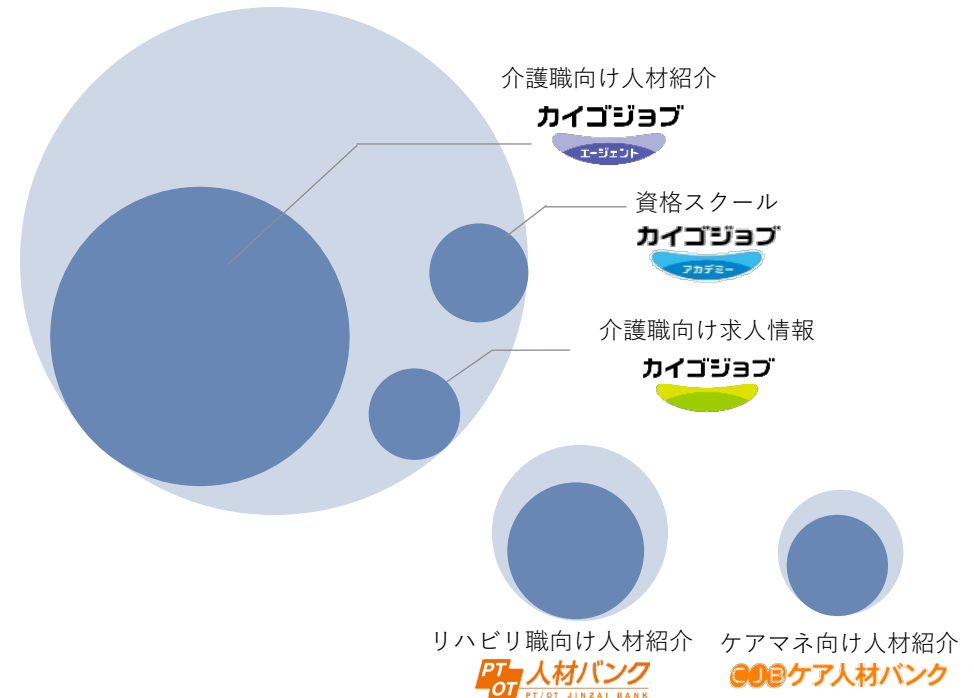 介護職向け人材紹介
カイゴジョブ
エージェント
資格スクール
カイゴジョブ
アカデミー
介護職向け求人情報
カイゴジョブ
リハビリ職向け人材紹介
PT OT 人材バンク
PT/OT JINZAI BANK
ケアマネ向け人材紹介
CJBケア人材バンク